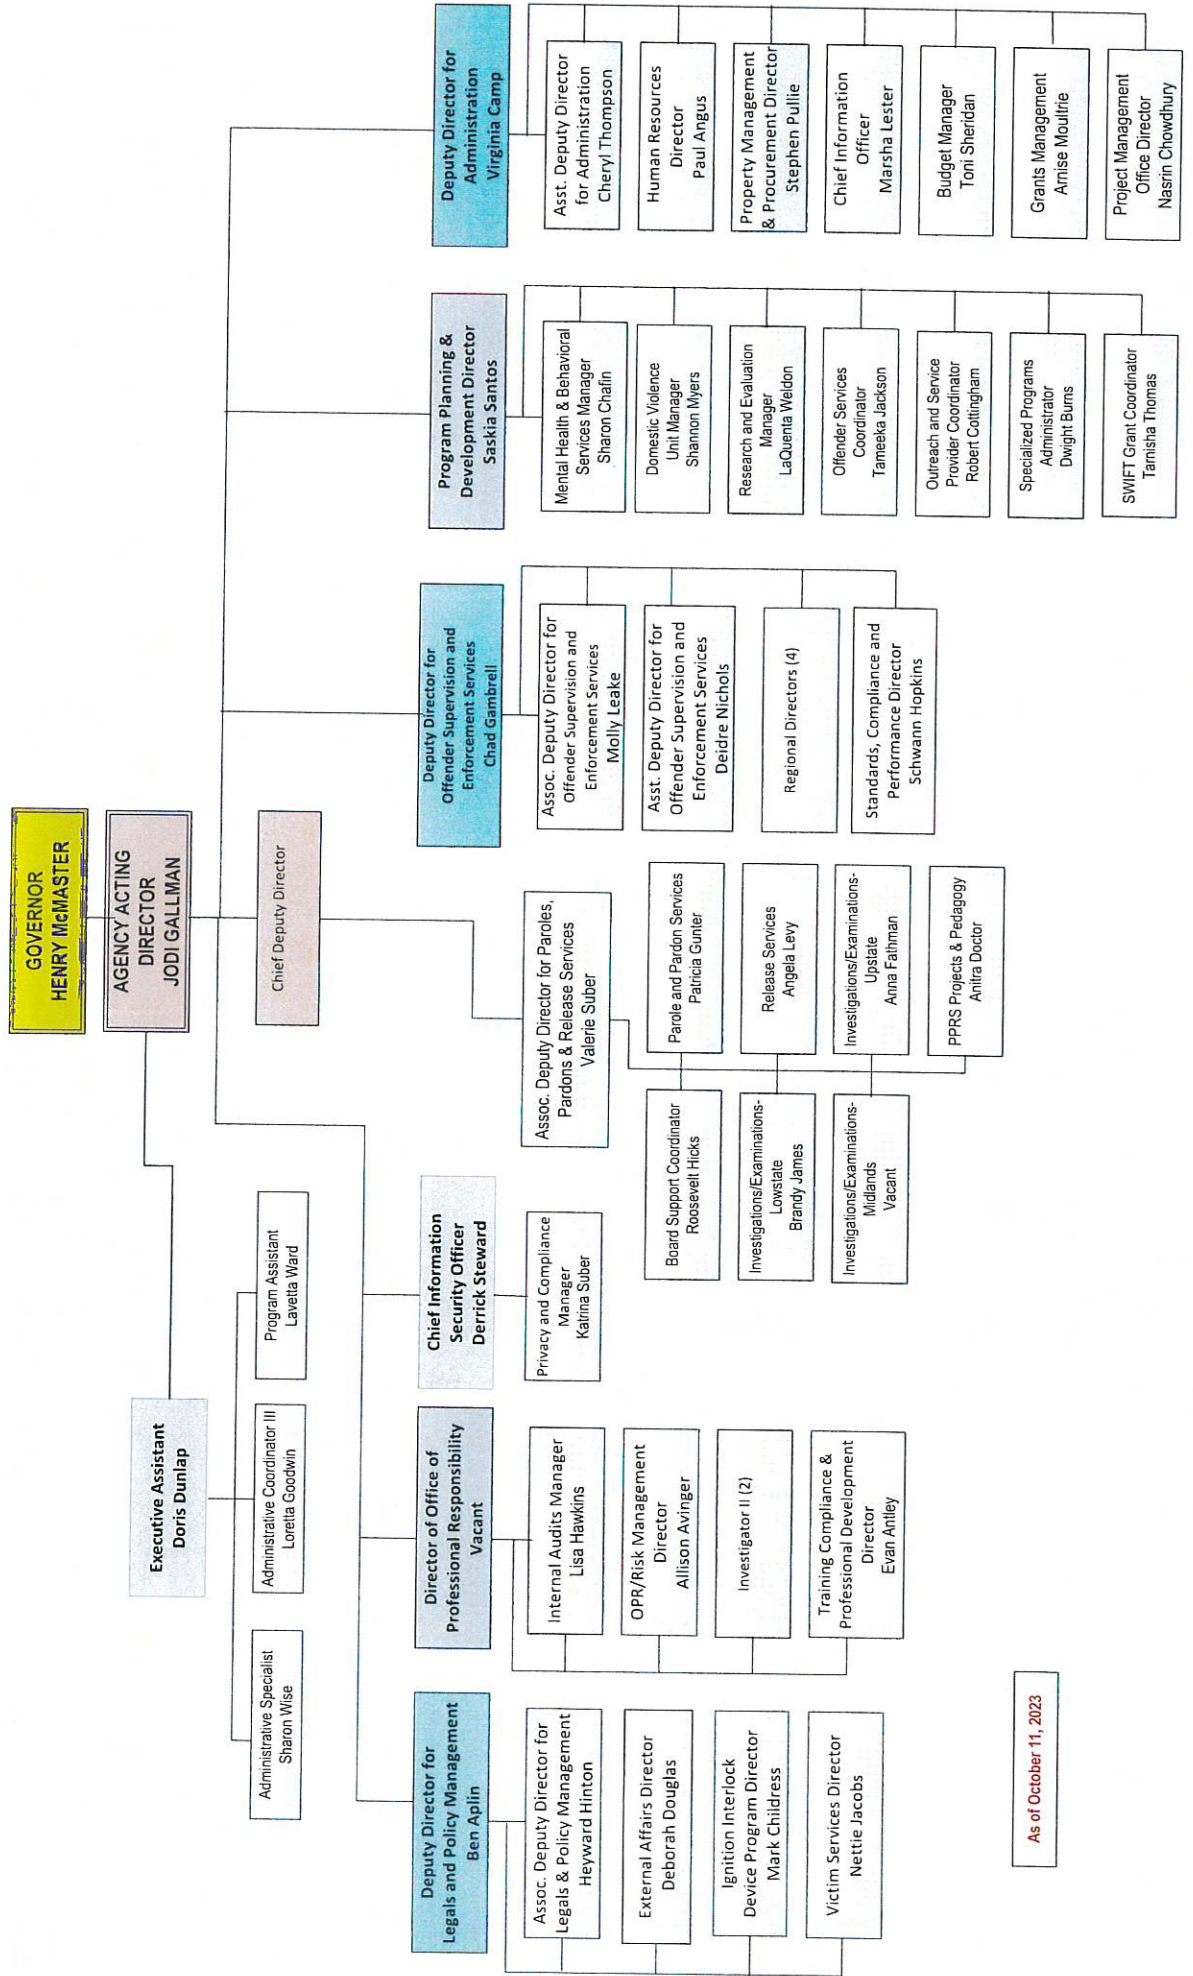 GOVERNOR
HENRY McMASTER
AGENCY ACTING
DIRECTOR
JODI GALLMAN
Chief Deputy Director
Executive Assistant
Doris Dunlap
Administrative Specialist
Sharon Wise
Administrative Coordinator III
Loretta Goodwin
Program Assistant
Lavetta Ward
Deputy Director for
Legals and Policy Management
Ben Aplin
Assoc. Deputy Director for
Legals & Policy Management
Heyward Hinton
External Affairs Director
Deborah Douglas
Ignition Interlock
Device Program Director
Mark Childress
Victim Services Director
Nettie Jacobs
Director of Office of
Professional Responsibility
Vacant
Internal Audits Manager
Lisa Hawkins
OPR/Risk Management
Director
Allison Avinger
Investigator II (2)
Training Compliance &
Professional Development
Director
Evan Antley
Chief Information
Security Officer
Derrick Steward
Privacy and Compliance
Manager
Katrina Suber
Assoc. Deputy Director for Paroles,
Pardons & Release Services
Valerie Suber
Board Support Coordinator
Roosevelt Hicks
Parole and Pardon Services
Patricia Gunter
Investigations/Examinations-
Lowstate
Brandy James
Release Services
Angela Levy
Investigations/Examinations-
Midlands
Vacant
Investigations/Examinations-
Upstate
Anna Fathman
PPRS Projects & Pedagogy
Anitra Doctor
Deputy Director for
Offender Supervision and
Enforcement Services
Chad Gambrell
Assoc. Deputy Director for
Offender Supervision and
Enforcement Services
Molly Leake
Asst. Deputy Director for
Offender Supervision and
Enforcement Services
Deidre Nichols
Regional Directors (4)
Standards, Compliance and
Performance Director
Schwann Hopkins
Program Planning &
Development Director
Saskia Santos
Mental Health & Behavioral
Services Manager
Sharon Chafin
Domestic Violence
Unit Manager
Shannon Myers
Research and Evaluation
Manager
LaQuenta Weldon
Offender Services
Coordinator
Tameeka Jackson
Outreach and Service
Provider Coordinator
Robert Cottingham
Specialized Programs
Administrator
Dwight Burns
SWIFT Grant Coordinator
Tarnisha Thomas
Deputy Director for
Administration
Virginia Camp
Asst. Deputy Director
for Administration
Cheryl Thompson
Human Resources
Director
Paul Angus
Property Management
& Procurement Director
Stephen Pullie
Chief Information
Officer
Marsha Lester
Budget Manager
Toni Sheridan
Grants Management
Arnise Moultrie
Project Management
Office Director
Nasrin Chowdhury
As of October 11, 2023